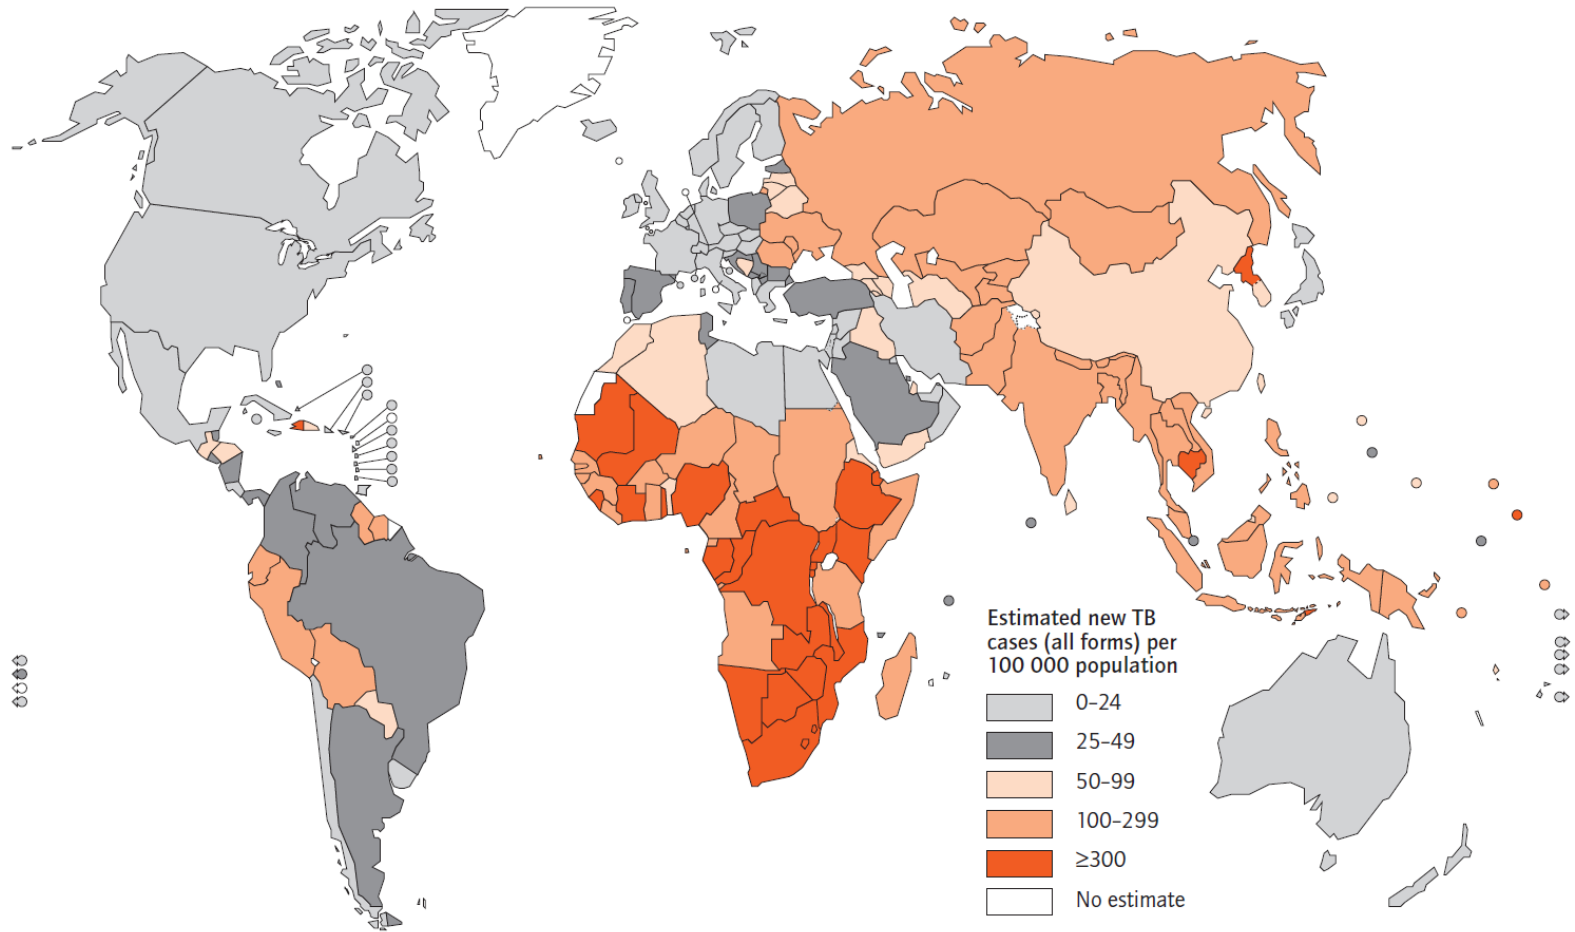 Estimated new TB
cases (all forms) per
100 000 population
0–24
25–49
50–99
100–299
≥300
No estimate